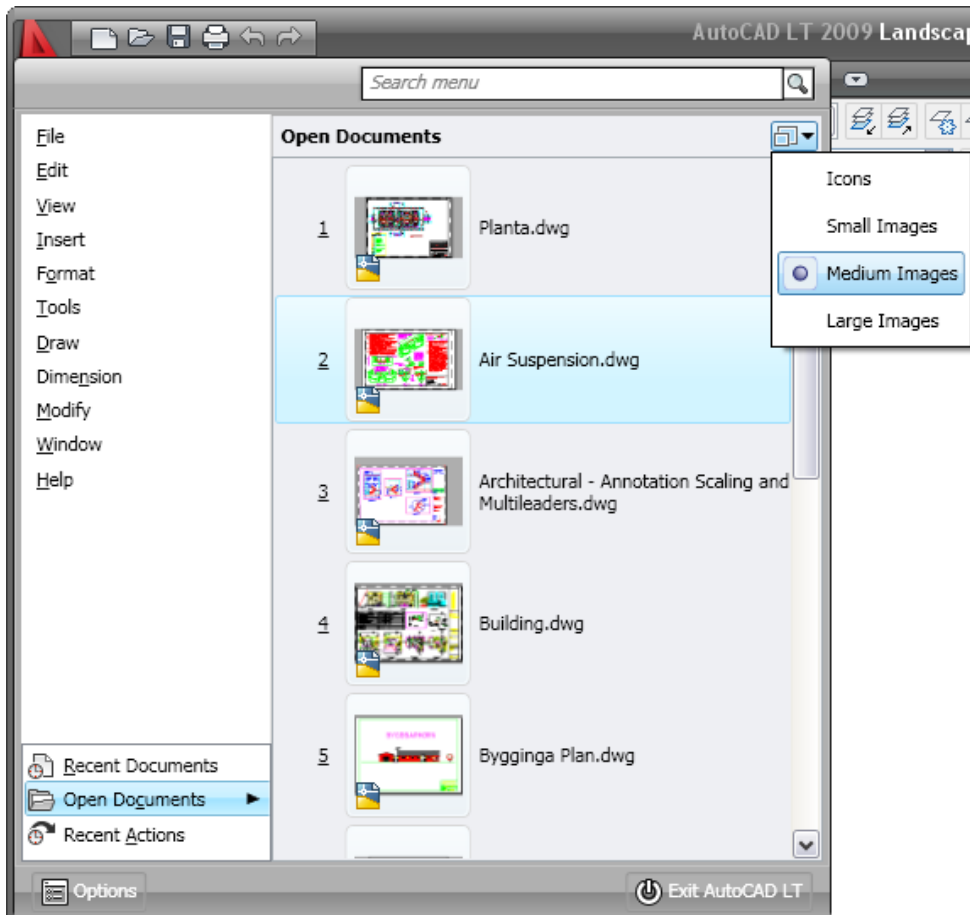 AutoCAD LT 2009 Landscap
Search menu
File
Edit
View
Insert
Format
Tools
Draw
Dimension
Modify
Window
Help
Recent Documents
Open Documents
Recent Actions
Open Documents
1 Planta.dwg
2 Air Suspension.dwg
3 Architectural - Annotation Scaling and
Multileaders.dwg
4 Building.dwg
5 Bygginga Plan.dwg
Icons
Small Images
Medium Images
Large Images
Options
Exit AutoCAD LT